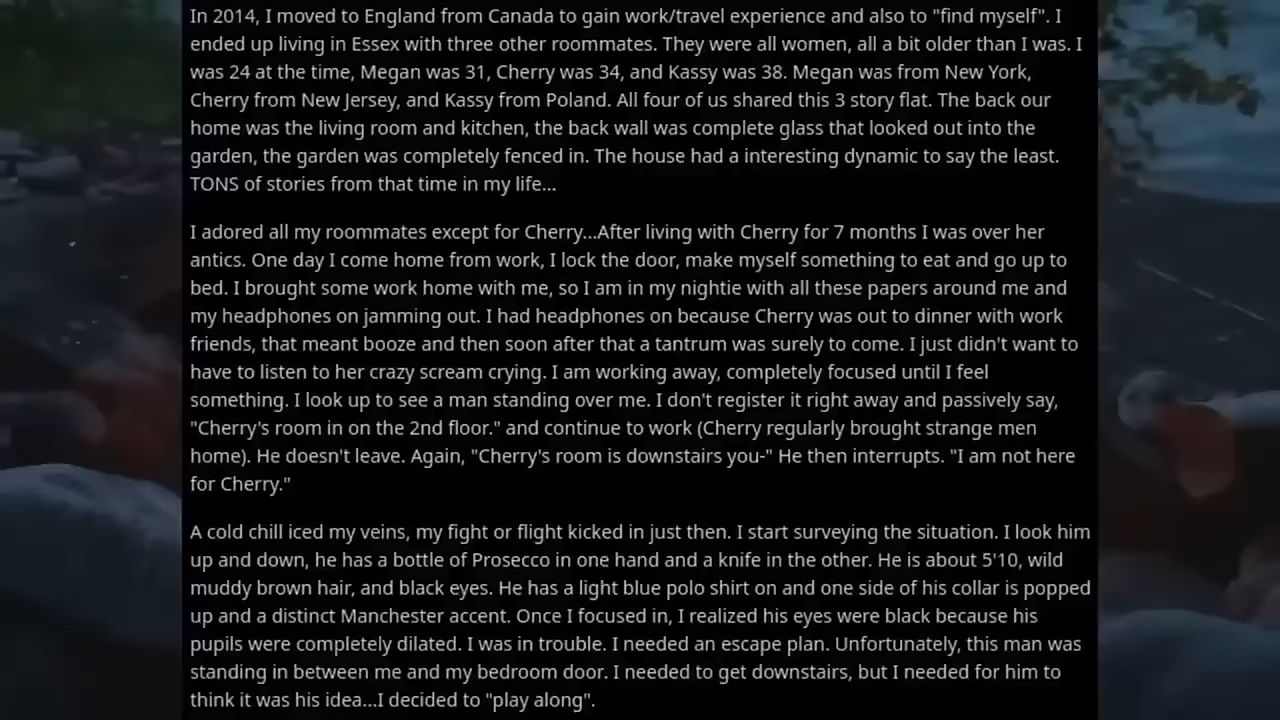 In 2014, I moved to England from Canada to gain work/travel experience and also to "find myself". I
ended up living in Essex with three other roommates. They were all women, all a bit older than I was. I
was 24 at the time, Megan was 31, Cherry was 34, and Kassy was 38. Megan was from New York,
Cherry from New Jersey, and Kassy from Poland. All four of us shared this 3 story flat. The back our
home was the living room and kitchen, the back wall was complete glass that looked out into the
garden, the garden was completely fenced in. The house had a interesting dynamic to say the least.
TONS of stories from that time in my life...
I adored all my roommates except for Cherry...After living with Cherry for 7 months I was over her
antics. One day I come home from work, I lock the door, make myself something to eat and go up to
bed. I brought some work home with me, so I am in my nightie with all these papers around me and
my headphones on jamming out. I had headphones on because Cherry was out to dinner with work
friends, that meant booze and then soon after that a tantrum was surely to come. I just didn't want to
have to listen to her crazy scream crying. I am working away, completely focused until I feel
something. I look up to see a man standing over me. I don't register it right away and passively say,
"Cherry's room in on the 2nd floor." and continue to work (Cherry regularly brought strange men
home). He doesn't leave. Again, "Cherry's room is downstairs you-" He then interrupts. "I am not here
for Cherry."
A cold chill iced my veins, my fight or flight kicked in just then. I start surveying the situation. I look him
up and down, he has a bottle of Prosecco in one hand and a knife in the other. He is about 5'10, wild
muddy brown hair, and black eyes. He has a light blue polo shirt on and one side of his collar is popped
up and a distinct Manchester accent. Once I focused in, I realized his eyes were black because his
pupils were completely dilated. I was in trouble. I needed an escape plan. Unfortunately, this man was
standing in between me and my bedroom door. I needed to get downstairs, but I needed for him to
think it was his idea...I decided to "play along".